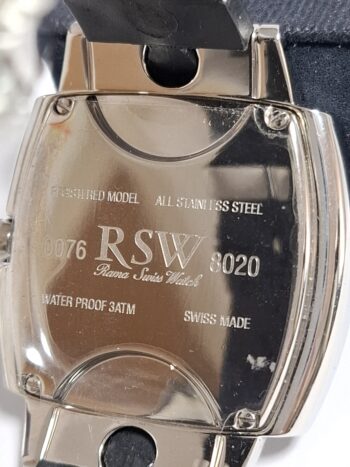 REGISTERED MODEL ALL STAINLESS STEEL
RSW
0076 8020
Rama Swiss Watch
WATER PROOF 3ATM SWISS MADE